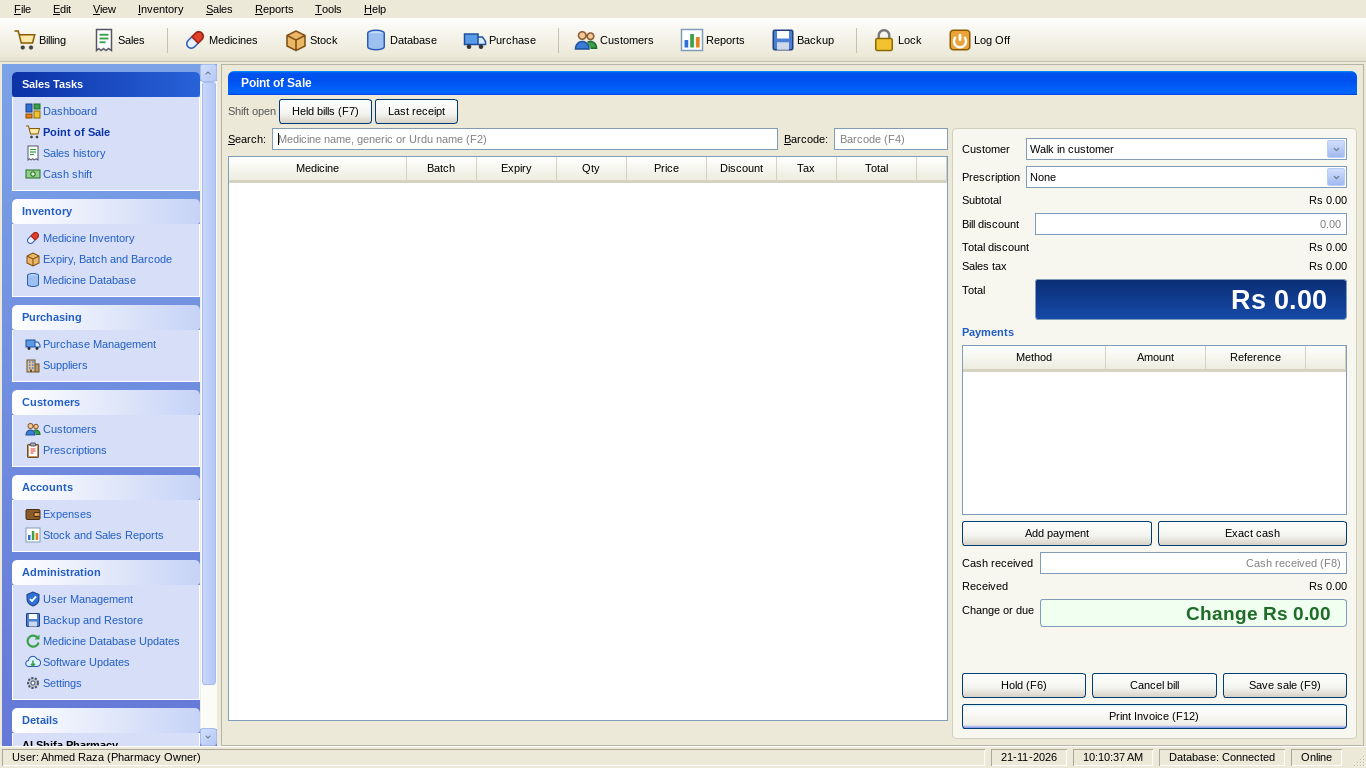 File Edit View Inventory Sales Reports Tools Help
Billing Sales Medicines Stock Database Purchase Customers Reports Backup Lock Log Off
Sales Tasks
Dashboard
Point of Sale
Sales history
Cash shift
Inventory
Medicine Inventory
Expiry, Batch and Barcode
Medicine Database
Purchasing
Purchase Management
Suppliers
Customers
Customers
Prescriptions
Accounts
Expenses
Stock and Sales Reports
Administration
User Management
Backup and Restore
Medicine Database Updates
Software Updates
Settings
Details
Al Shifa Pharmacy
Point of Sale
Shift open Held bills (F7) Last receipt
Search: Medicine name, generic or Urdu name (F2) Barcode: Barcode (F4)
Medicine Batch Expiry Qty Price Discount Tax Total
Customer Walk in customer
Prescription None
Subtotal Rs 0.00
Bill discount 0.00
Total discount Rs 0.00
Sales tax Rs 0.00
Total Rs 0.00
Payments
Method Amount Reference
Add payment Exact cash
Cash received Cash received (F8)
Received Rs 0.00
Change or due Change Rs 0.00
Hold (F6) Cancel bill Save sale (F9)
Print Invoice (F12)
User: Ahmed Raza (Pharmacy Owner) 21-11-2026 10:10:37 AM Database: Connected Online